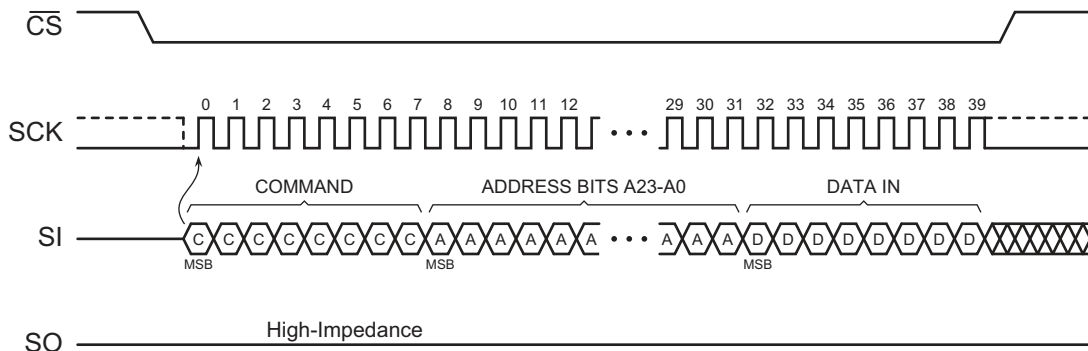 CS
0 1 2 3 4 5 6 7 8 9 10 11 12 29 30 31 32 33 34 35 36 37 38 39
SCK
COMMAND ADDRESS BITS A23-A0 DATA IN
SI C C C C C C C C A A A A A A A A A D D D D D D D D
MSB MSB MSB
High-Impedance
SO